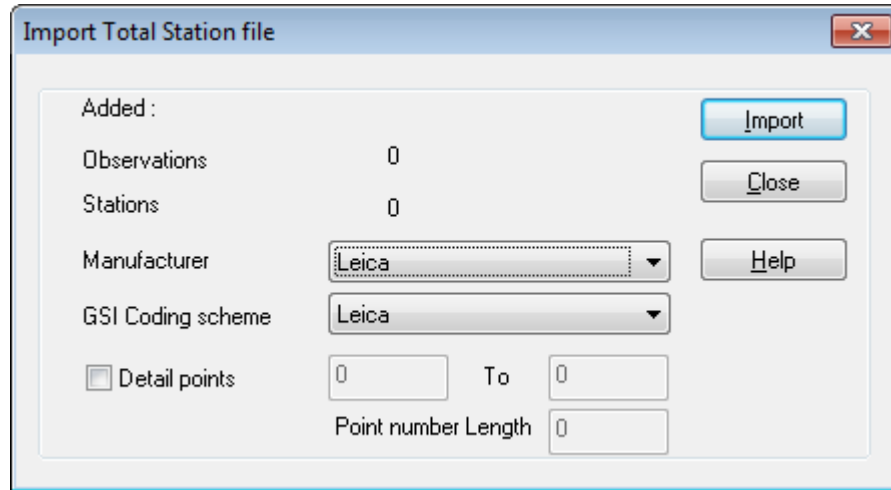 Import Total Station file
Added :
Import
Observations 0
Close
Stations 0
Manufacturer Leica
Help
GSI Coding scheme Leica
Detail points 0 To 0
Point number Length 0